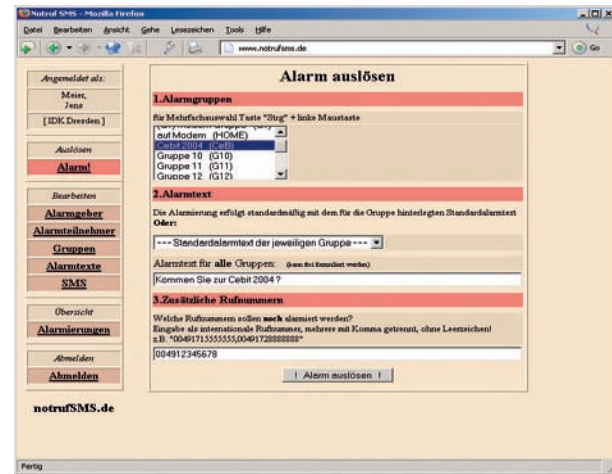 Notruf SMS - Mozilla Firefox
Datei Bearbeiten Ansicht Gehe Lesezeichen Tools Hilfe
www.notrufsms.de Go
Angemeldet als:
Meier,
Jens
[ IDK Dresden ]
Auslösen
Alarm!
Bearbeiten
Alarmgeber
Alarmteilnehmer
Gruppen
Alarmtexte
SMS
Übersicht
Alarmierungen
Abmelden
Abmelden
notrufSMS.de
Alarm auslösen
1.Alarmgruppen
für Mehrfachauswahl Taste "Strg" + linke Maustaste
auf Modem (HOME)
Cebit 2004 (CeB)
Gruppe 10 (G10)
Gruppe 11 (G11)
Gruppe 12 (G12)
2.Alarmtext
Die Alarmierung erfolgt standardmäßig mit dem für die Gruppe hinterlegten Standardalarmtext
Oder:
--- Standardalarmtext der jeweiligen Gruppe ---
Alarmtext für alle Gruppen: (kann frei formuliert werden)
Kommen Sie zur Cebit 2004 ?
3.Zusätzliche Rufnummern
Welche Rufnummern sollen noch alarmiert werden?
Eingabe als internationale Rufnummer, mehrere mit Komma getrennt, ohne Leerzeichen!
z.B. "00491715555555,00491728888888"
004912345678
! Alarm auslösen !
Fertig